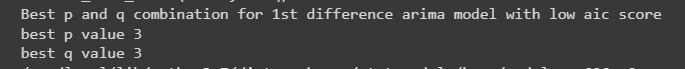 Best p and q combination for 1st difference arima model with low aic score
best p value 3
best q value 3